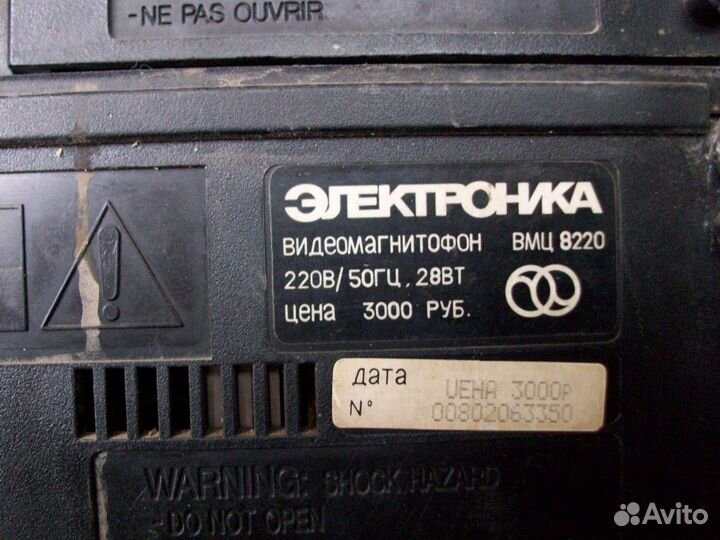 -NE PAS OUVRIR
ЭЛЕКТРОНИКА
ВИДЕОМАГНИТОФОН ВМЦ 8220
220В/50ГЦ, 28ВТ
ЦЕНА 3000 РУБ.
ДАТА ЦЕНА 3000Р
N° 00802063350
WARNING: SHOCK HAZARD
-DO NOT OPEN
Avito